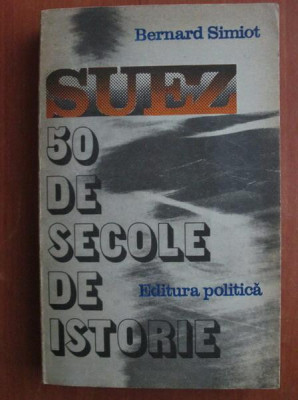 Bernard Simiot
SUEZ
50
DE
SECOLE
DE
Editura politică
ISTORIE